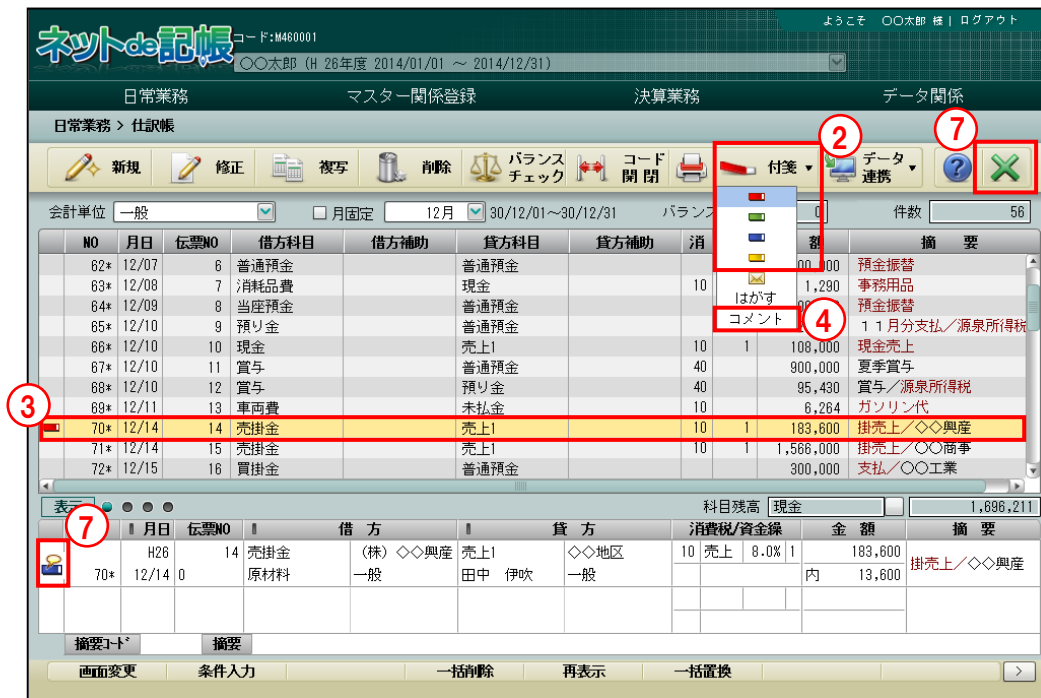 ようこそ 〇〇太郎 様 | ログアウト
ネットde記帳
コード:M460001
〇〇太郎 (H 26年度 2014/01/01 ～ 2014/12/31)
日常業務 マスター関係登録 決算業務 データ関係
日常業務 > 仕訳帳
② ⑦
新規 修正 複写 削除 バランスチェック コード開閉 付箋 ▼ データ連携 ▼ ?
会計単位 一般 月固定 12月 30/12/01～30/12/31 バランス 0 件数 56
NO 月日 伝票NO 借方科目 借方補助 貸方科目 貸方補助 消 額 摘 要
62* 12/07 6 普通預金 普通預金 預金振替
63* 12/08 7 消耗品費 現金 10 1,290 事務用品
はがす
64* 12/09 8 当座預金 普通預金 預金振替
コメント ④
65* 12/10 9 預り金 普通預金 11月分支払／源泉所得税
66* 12/10 10 現金 売上1 10 1 108,000 現金売上
67* 12/10 11 賞与 普通預金 40 900,000 夏季賞与
68* 12/10 12 賞与 預り金 40 95,430 賞与／源泉所得税
69* 12/11 13 車両費 未払金 10 6,264 ガソリン代
③
70* 12/14 14 売掛金 売上1 10 1 183,600 掛売上／◇◇興産
71* 12/14 15 売掛金 売上1 10 1 1,566,000 掛売上／〇〇商事
72* 12/15 16 買掛金 普通預金 300,000 支払／〇〇工業
表示 科目残高 現金 1,696,211
⑦
月日 伝票NO 借 方 貸 方 消費税/資金繰 金 額 摘 要
H26 14 売掛金 (株) ◇◇興産 売上1 ◇◇地区 10 売上 8.0% 1 183,600 掛売上／◇◇興産
70* 12/14 0 原材料 一般 田中 伊吹 一般 内 13,600
摘要コード 摘要
画面変更 条件入力 一括削除 再表示 一括置換 >